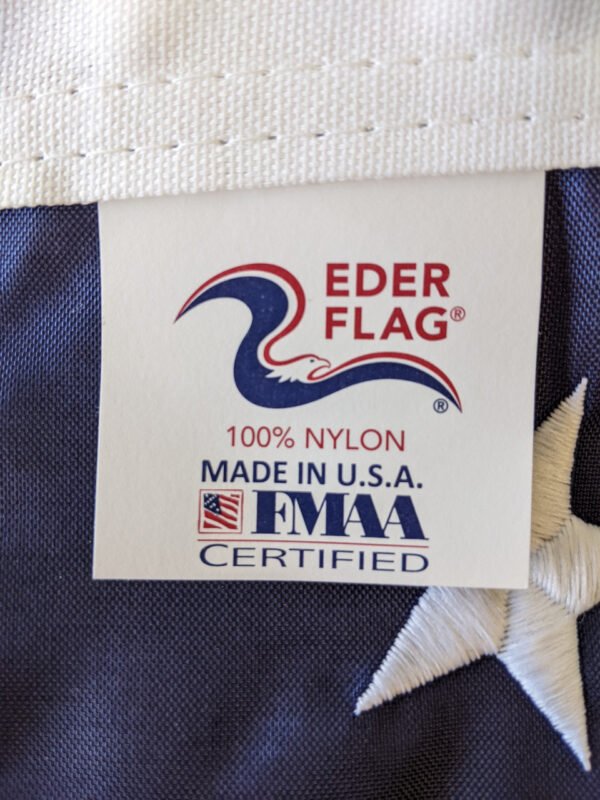 EDER
FLAG®
®
100% NYLON
MADE IN U.S.A.
FMAA
CERTIFIED